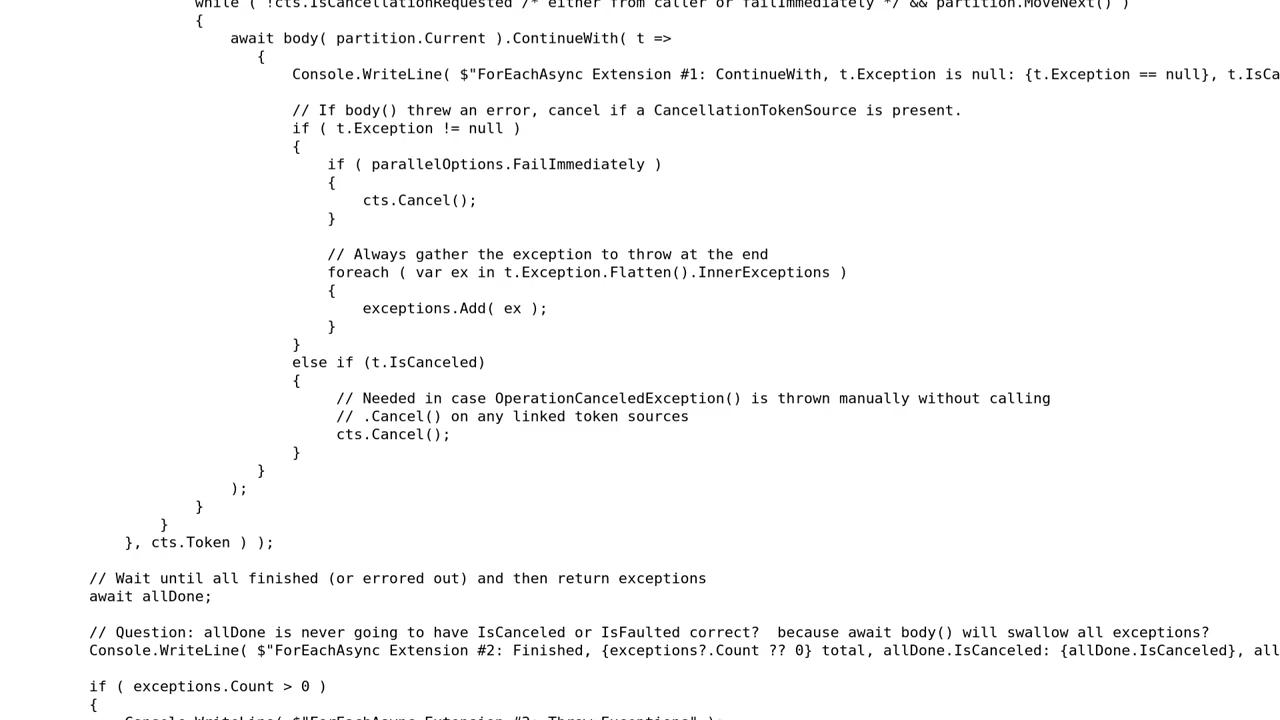 while ( !cts.IsCancellationRequested /* either from caller or failImmediately */ && partition.MoveNext() )
{
await body( partition.Current ).ContinueWith( t =>
{
Console.WriteLine( $"ForEachAsync Extension #1: ContinueWith, t.Exception is null: {t.Exception == null}, t.IsCa
// If body() threw an error, cancel if a CancellationTokenSource is present.
if ( t.Exception != null )
{
if ( parallelOptions.FailImmediately )
{
cts.Cancel();
}
// Always gather the exception to throw at the end
foreach ( var ex in t.Exception.Flatten().InnerExceptions )
{
exceptions.Add( ex );
}
}
else if (t.IsCanceled)
{
// Needed in case OperationCanceledException() is thrown manually without calling
// .Cancel() on any linked token sources
cts.Cancel();
}
}
);
}
}
}, cts.Token ) );
// Wait until all finished (or errored out) and then return exceptions
await allDone;
// Question: allDone is never going to have IsCanceled or IsFaulted correct?  because await body() will swallow all exceptions?
Console.WriteLine( $"ForEachAsync Extension #2: Finished, {exceptions?.Count ?? 0} total, allDone.IsCanceled: {allDone.IsCanceled}, all
if ( exceptions.Count > 0 )
{
Console.WriteLine( $"ForEachAsync Extension #3: Throw Exceptions" );